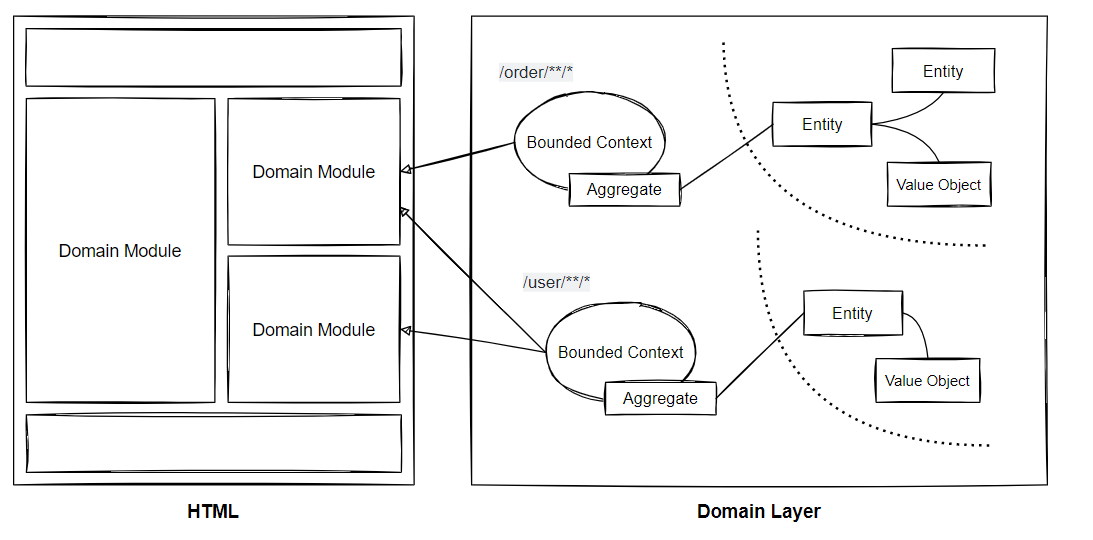 Domain Module
Domain Module
Domain Module
HTML
/order/**/*
Bounded Context
Aggregate
Entity
Entity
Value Object
/user/**/*
Bounded Context
Aggregate
Entity
Value Object
Domain Layer